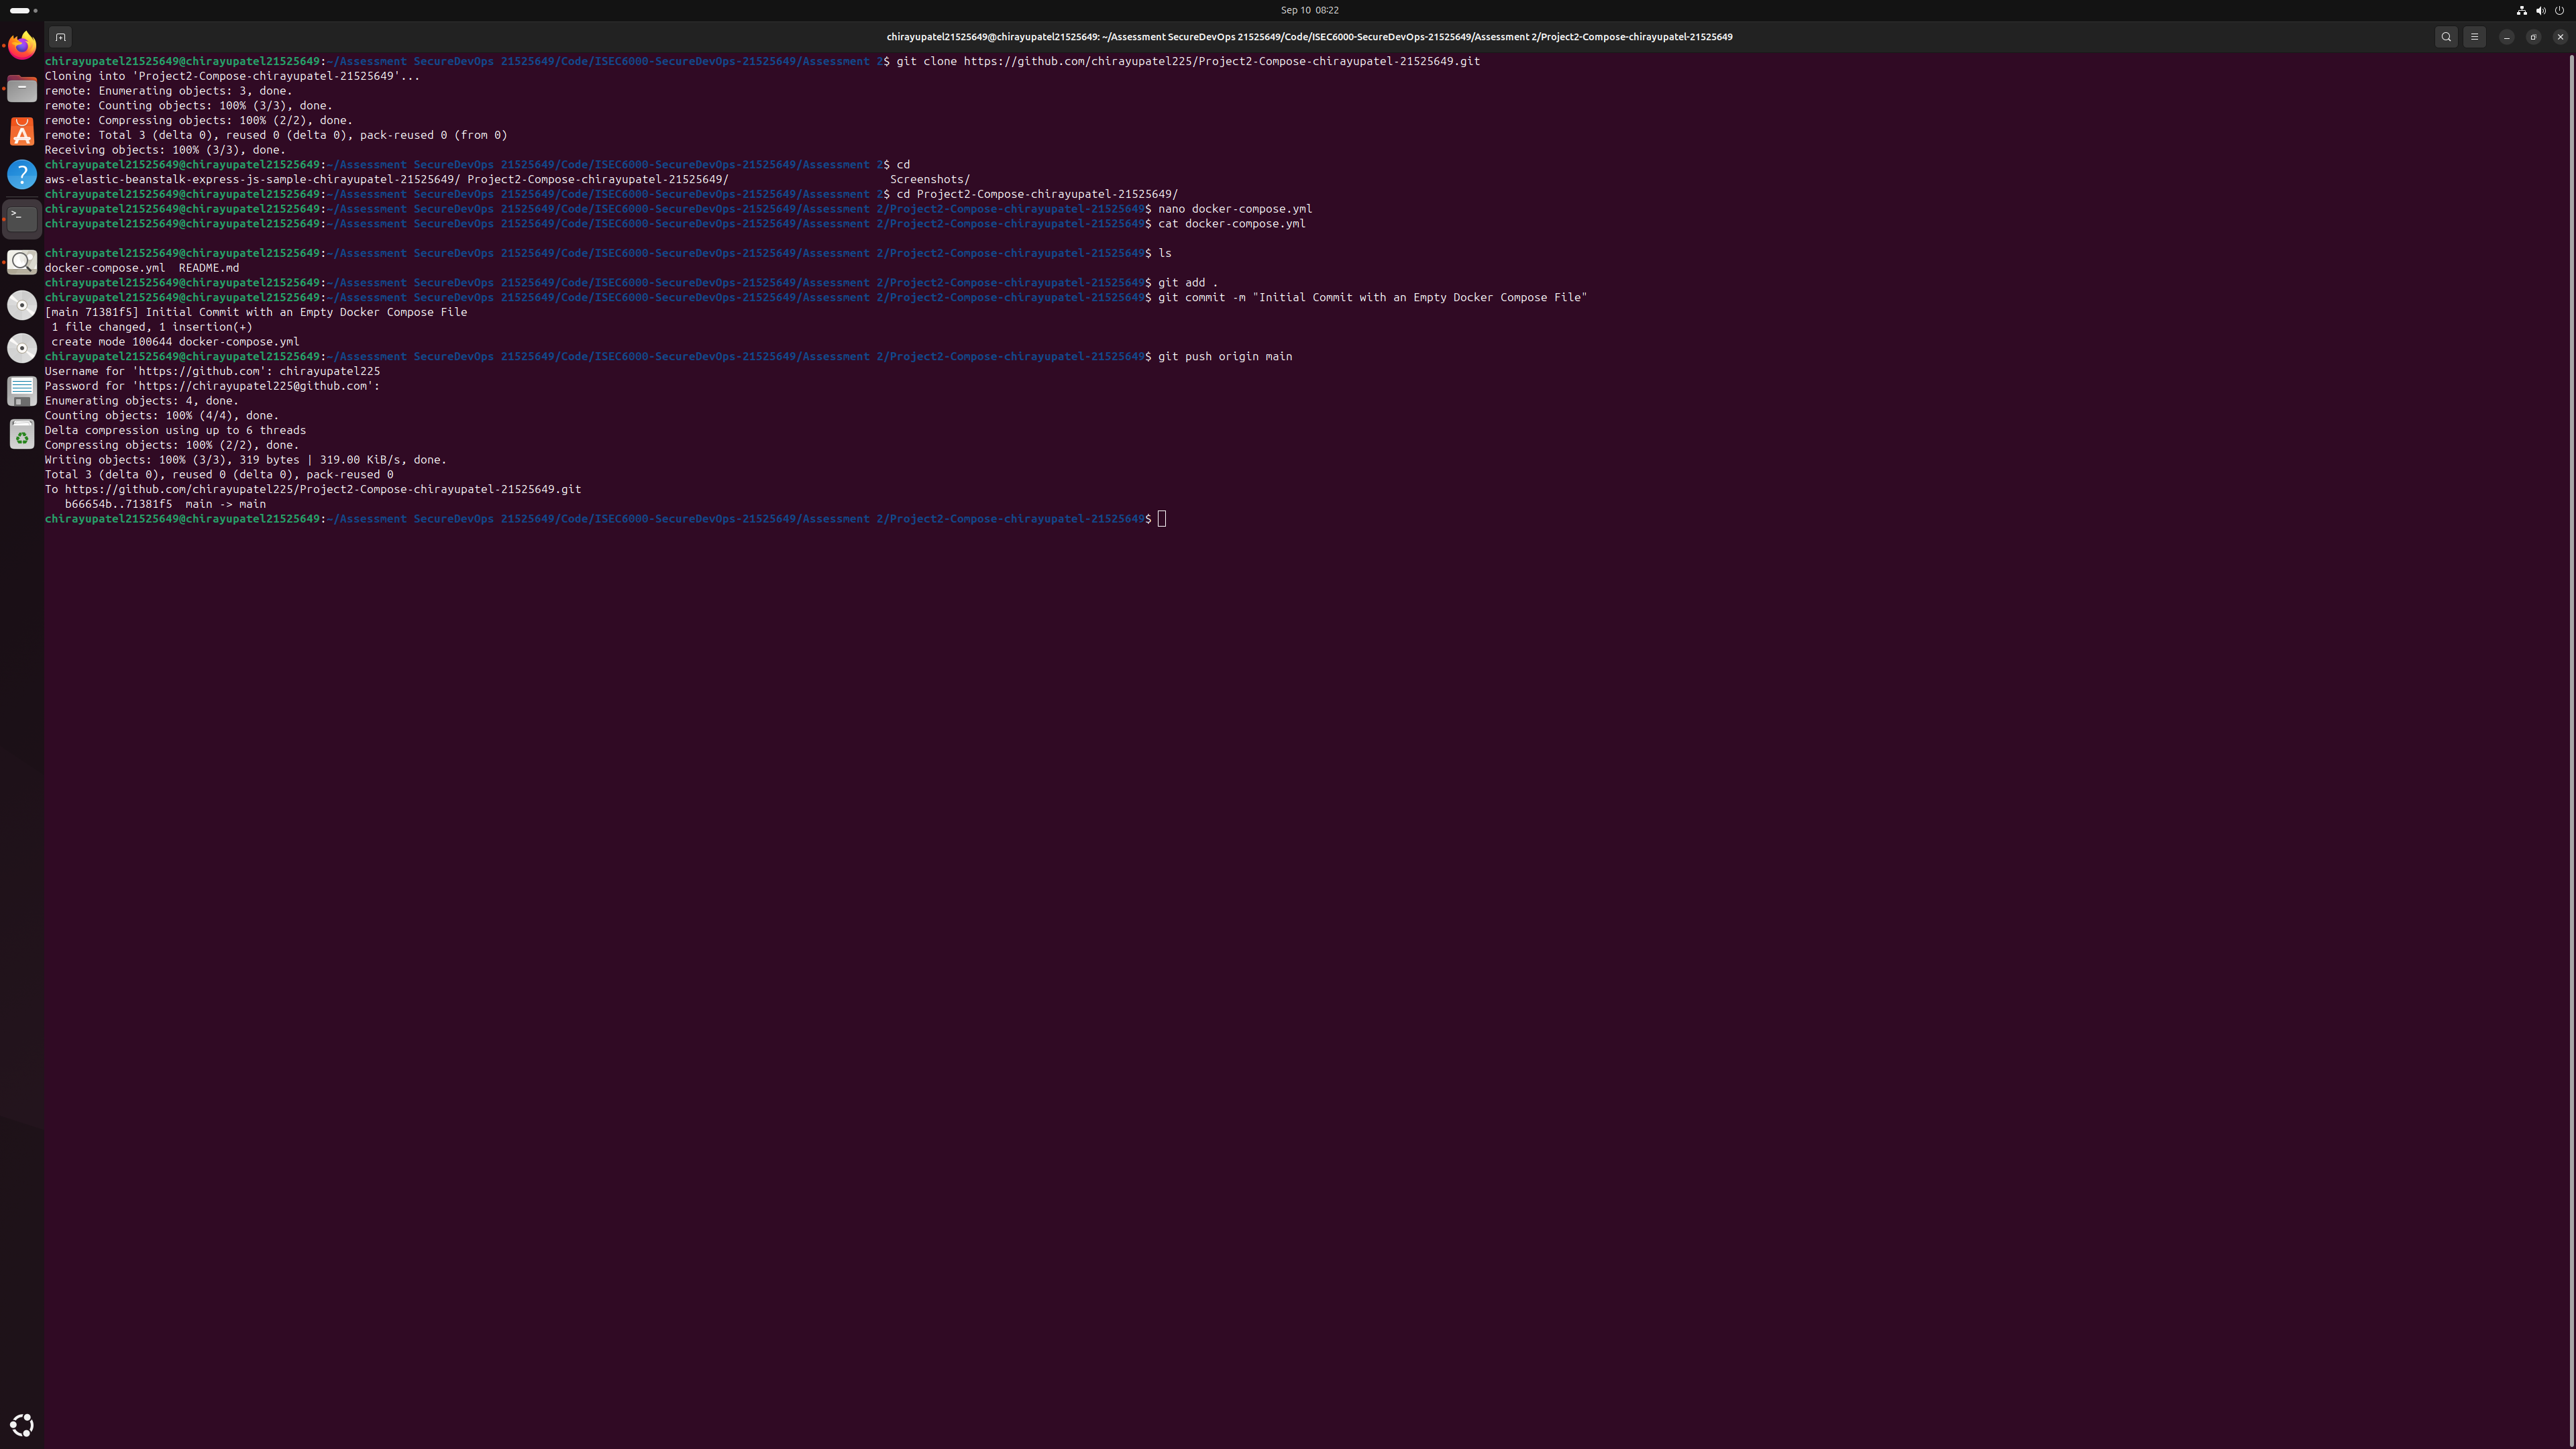 Sep 10 08:22
chirayupatel21525649@chirayupatel21525649: ~/Assessment SecureDevOps 21525649/Code/ISEC6000-SecureDevOps-21525649/Assessment 2/Project2-Compose-chirayupatel-21525649
chirayupatel21525649@chirayupatel21525649:~/Assessment SecureDevOps 21525649/Code/ISEC6000-SecureDevOps-21525649/Assessment 2$ git clone https://github.com/chirayupatel225/Project2-Compose-chirayupatel-21525649.git
Cloning into 'Project2-Compose-chirayupatel-21525649'...
remote: Enumerating objects: 3, done.
remote: Counting objects: 100% (3/3), done.
remote: Compressing objects: 100% (2/2), done.
remote: Total 3 (delta 0), reused 0 (delta 0), pack-reused 0 (from 0)
Receiving objects: 100% (3/3), done.
chirayupatel21525649@chirayupatel21525649:~/Assessment SecureDevOps 21525649/Code/ISEC6000-SecureDevOps-21525649/Assessment 2$ cd
aws-elastic-beanstalk-express-js-sample-chirayupatel-21525649/ Project2-Compose-chirayupatel-21525649/ Screenshots/
chirayupatel21525649@chirayupatel21525649:~/Assessment SecureDevOps 21525649/Code/ISEC6000-SecureDevOps-21525649/Assessment 2$ cd Project2-Compose-chirayupatel-21525649/
chirayupatel21525649@chirayupatel21525649:~/Assessment SecureDevOps 21525649/Code/ISEC6000-SecureDevOps-21525649/Assessment 2/Project2-Compose-chirayupatel-21525649$ nano docker-compose.yml
chirayupatel21525649@chirayupatel21525649:~/Assessment SecureDevOps 21525649/Code/ISEC6000-SecureDevOps-21525649/Assessment 2/Project2-Compose-chirayupatel-21525649$ cat docker-compose.yml
chirayupatel21525649@chirayupatel21525649:~/Assessment SecureDevOps 21525649/Code/ISEC6000-SecureDevOps-21525649/Assessment 2/Project2-Compose-chirayupatel-21525649$ ls
docker-compose.yml README.md
chirayupatel21525649@chirayupatel21525649:~/Assessment SecureDevOps 21525649/Code/ISEC6000-SecureDevOps-21525649/Assessment 2/Project2-Compose-chirayupatel-21525649$ git add .
chirayupatel21525649@chirayupatel21525649:~/Assessment SecureDevOps 21525649/Code/ISEC6000-SecureDevOps-21525649/Assessment 2/Project2-Compose-chirayupatel-21525649$ git commit -m "Initial Commit with an Empty Docker Compose File"
[main 71381f5] Initial Commit with an Empty Docker Compose File
1 file changed, 1 insertion(+)
create mode 100644 docker-compose.yml
chirayupatel21525649@chirayupatel21525649:~/Assessment SecureDevOps 21525649/Code/ISEC6000-SecureDevOps-21525649/Assessment 2/Project2-Compose-chirayupatel-21525649$ git push origin main
Username for 'https://github.com': chirayupatel225
Password for 'https://chirayupatel225@github.com':
Enumerating objects: 4, done.
Counting objects: 100% (4/4), done.
Delta compression using up to 6 threads
Compressing objects: 100% (2/2), done.
Writing objects: 100% (3/3), 319 bytes | 319.00 KiB/s, done.
Total 3 (delta 0), reused 0 (delta 0), pack-reused 0
To https://github.com/chirayupatel225/Project2-Compose-chirayupatel-21525649.git
b66654b..71381f5 main -> main
chirayupatel21525649@chirayupatel21525649:~/Assessment SecureDevOps 21525649/Code/ISEC6000-SecureDevOps-21525649/Assessment 2/Project2-Compose-chirayupatel-21525649$